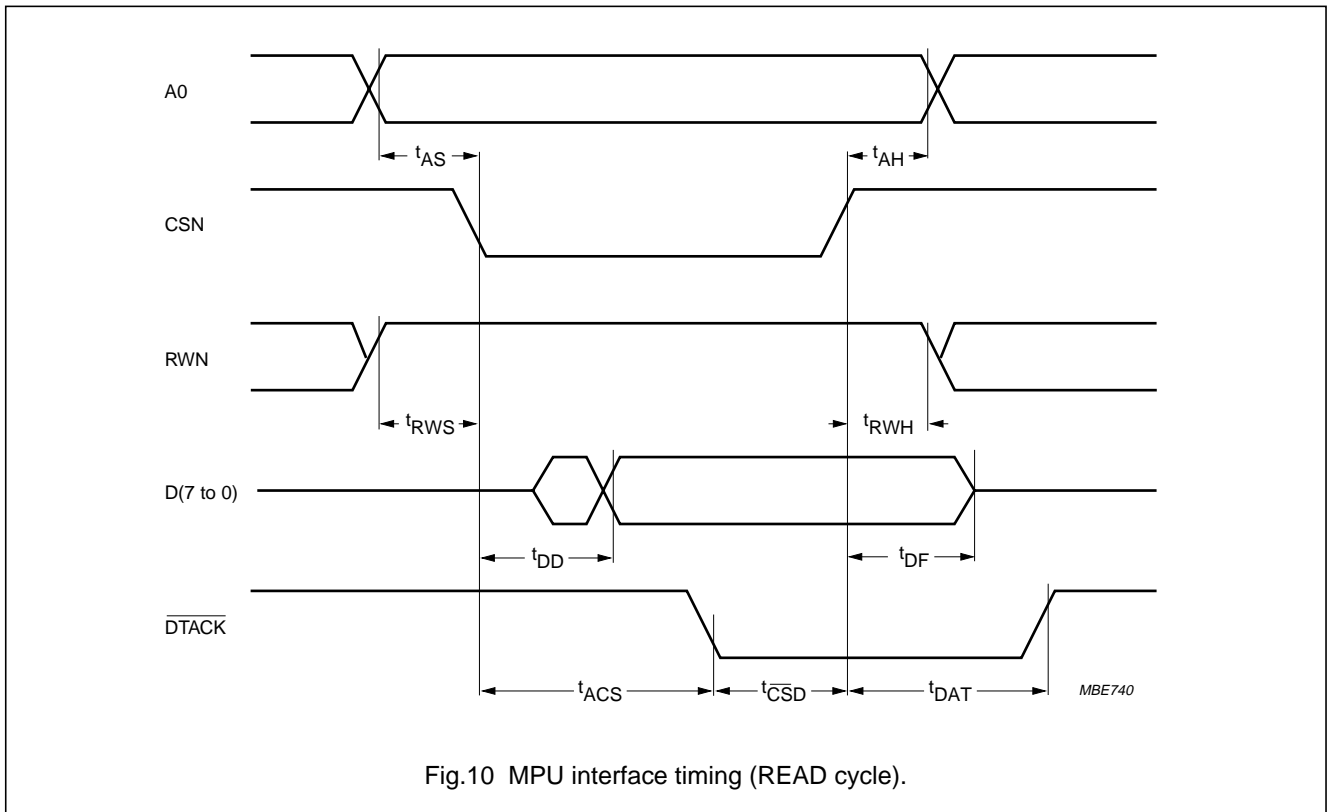 A0
tAS
tAH
CSN
RWN
tRWS
tRWH
D(7 to 0)
tDD
tDF
DTACK
tACS
tCSD
tDAT
MBE740
Fig.10 MPU interface timing (READ cycle).